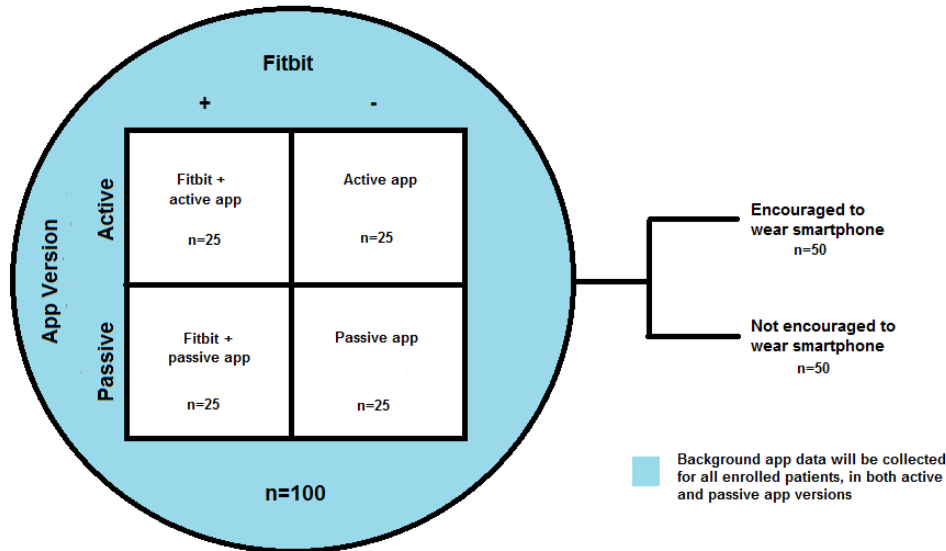 Fitbit
+
-
App Version
Active
Passive
Fitbit +
active app
n=25
Active app
n=25
Fitbit +
passive app
n=25
Passive app
n=25
n=100
Encouraged to
wear smartphone
n=50
Not encouraged to
wear smartphone
n=50
Background app data will be collected
for all enrolled patients, in both active
and passive app versions